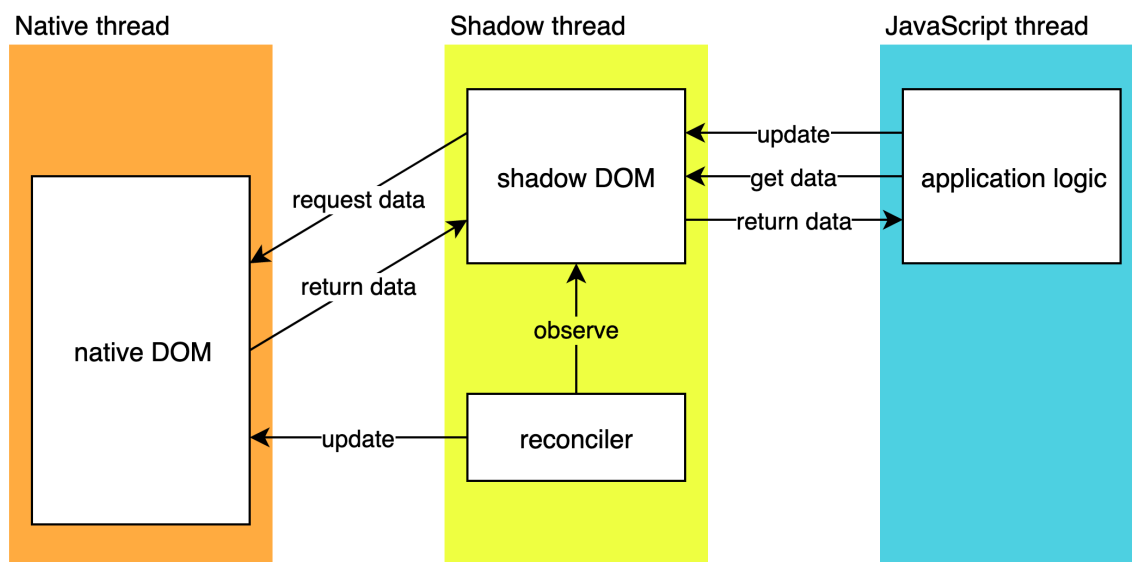 Native thread
Shadow thread
JavaScript thread
update
shadow DOM
get data
application logic
request data
return data
return data
observe
native DOM
update
reconciler